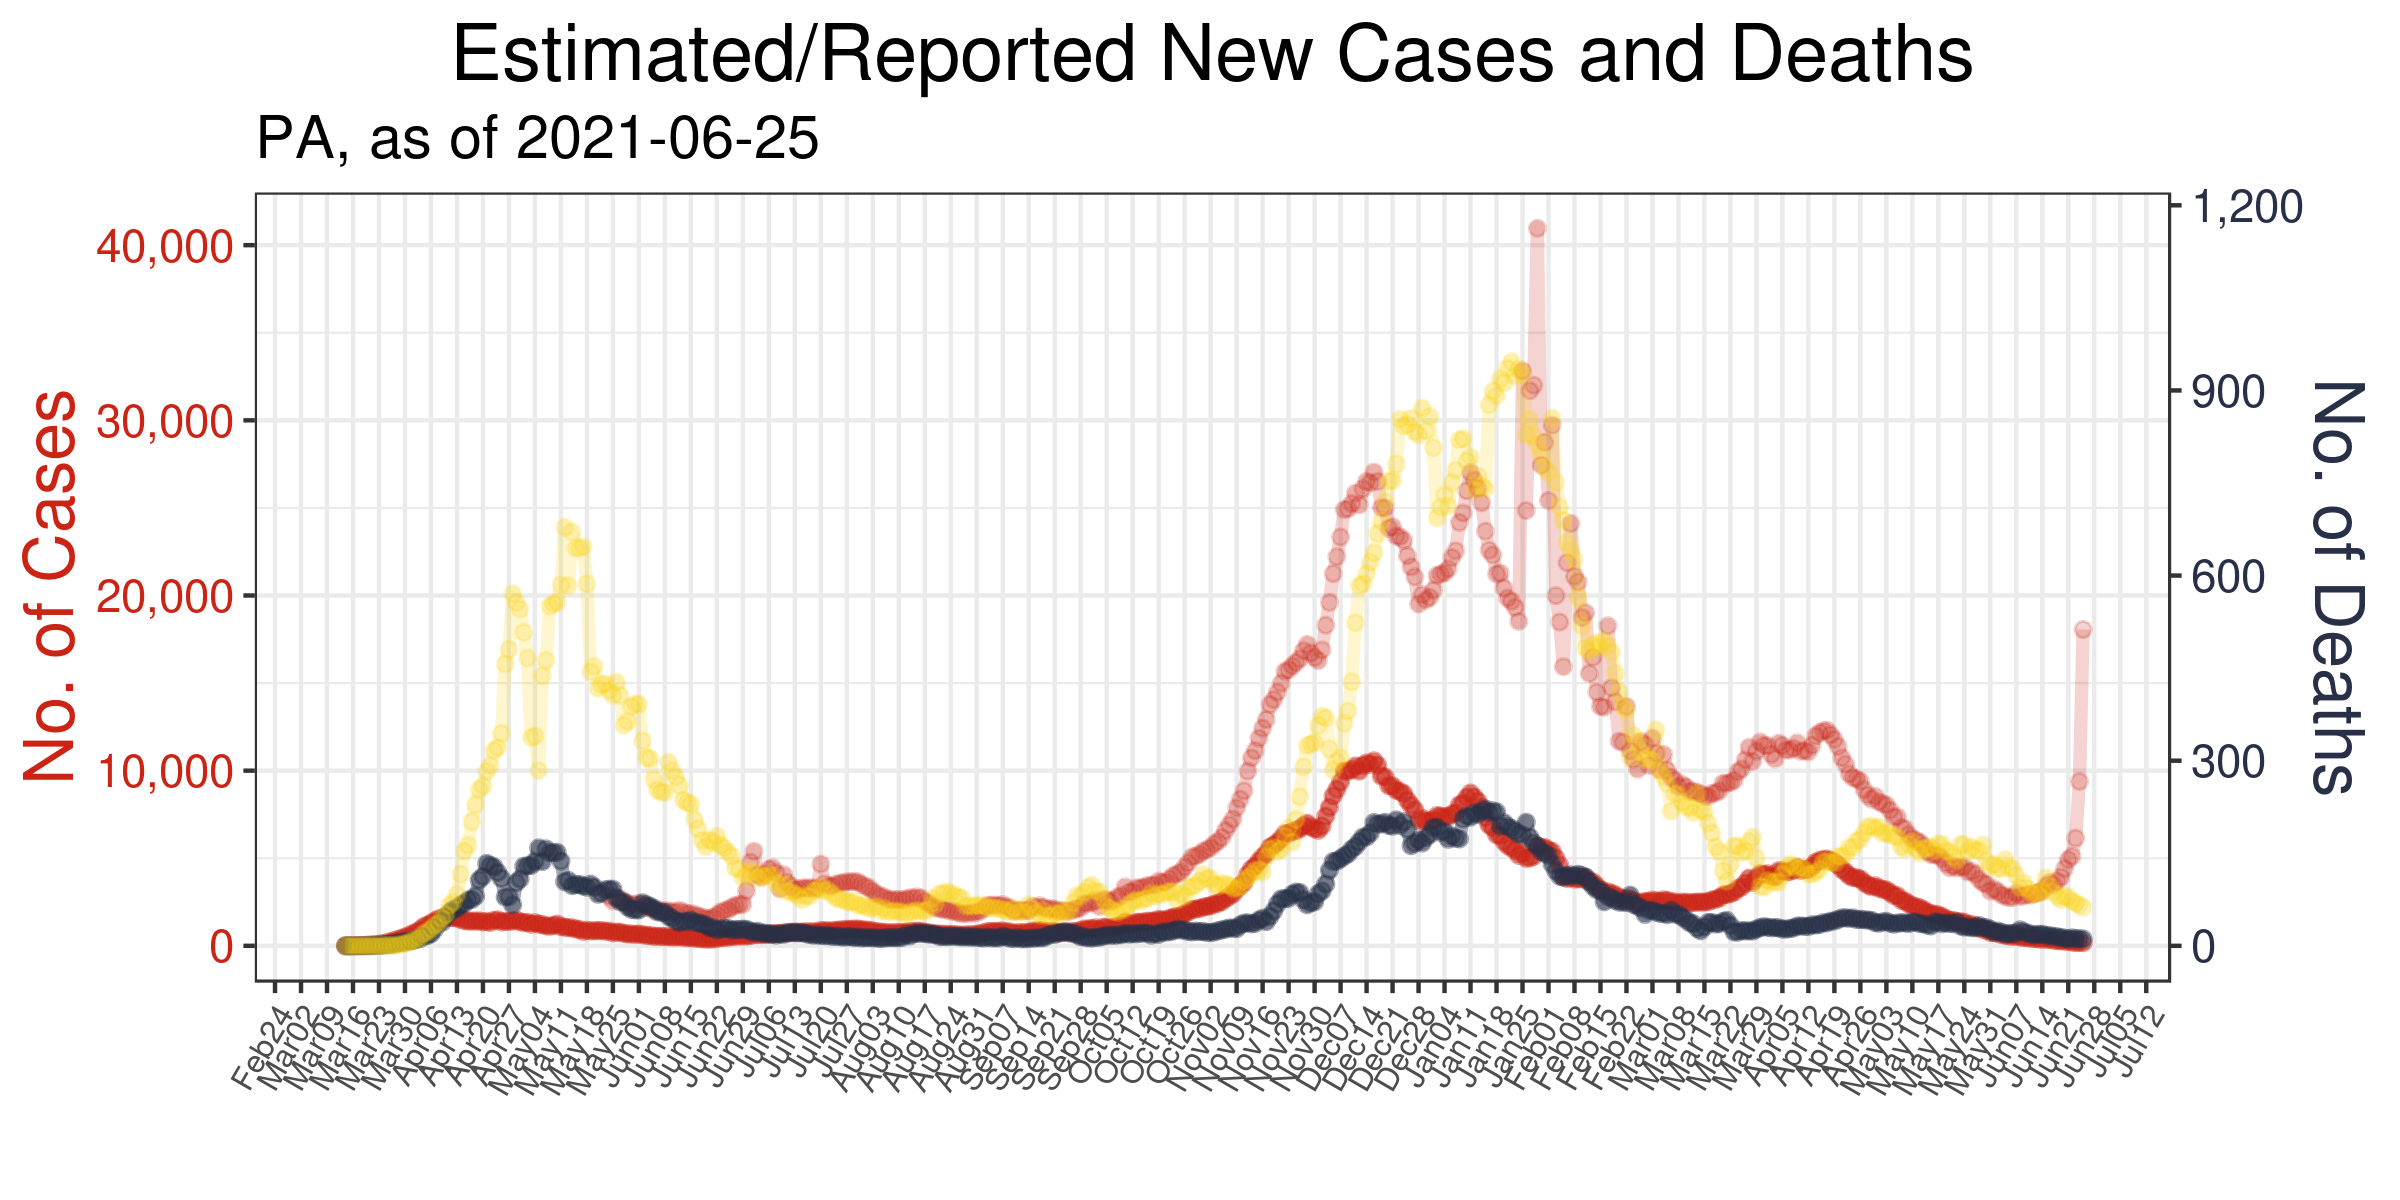 Estimated/Reported New Cases and Deaths
PA, as of 2021-06-25
No. of Cases
40,000
30,000
20,000
10,000
0
1,200
900
600
300
0
No. of Deaths
Feb24
Mar02
Mar09
Mar16
Mar23
Mar30
Apr06
Apr13
Apr20
Apr27
May04
May11
May18
May25
Jun01
Jun08
Jun15
Jun22
Jun29
Jul06
Jul13
Jul20
Jul27
Aug03
Aug10
Aug17
Aug24
Aug31
Sep07
Sep14
Sep21
Sep28
Oct05
Oct12
Oct19
Oct26
Nov02
Nov09
Nov16
Nov23
Nov30
Dec07
Dec14
Dec21
Dec28
Jan04
Jan11
Jan18
Jan25
Feb01
Feb08
Feb15
Feb22
Mar01
Mar08
Mar15
Mar22
Mar29
Apr05
Apr12
Apr19
Apr26
May03
May10
May17
May24
May31
Jun07
Jun14
Jun21
Jun28
Jul05
Jul12